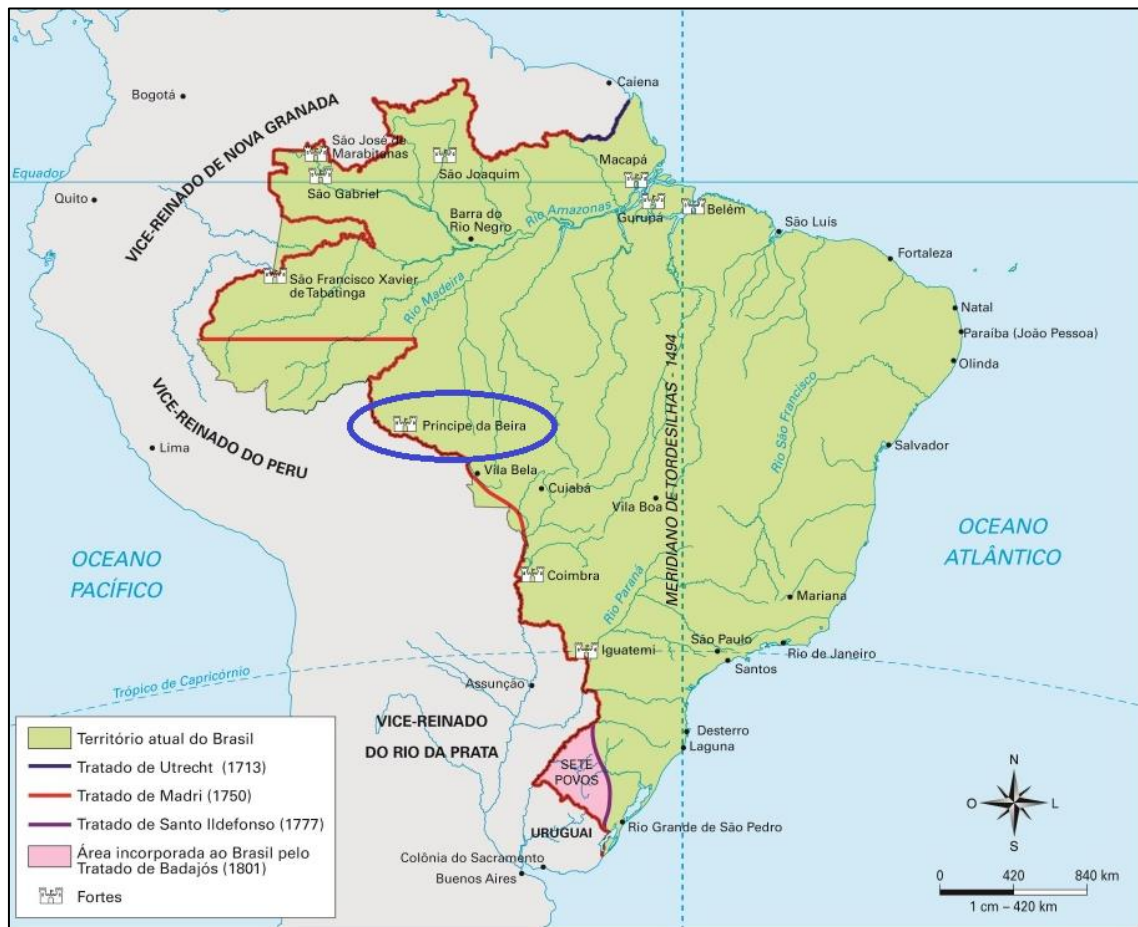 Caiena
Bogotá
VICE-REINADO DE NOVA GRANADA
São José de
Marabitenas
São Joaquim
Macapá
Equador
São Gabriel
Quito
Gurupá
Belém
Barra do
Rio Negro
Rio Amazonas
São Luís
Fortaleza
São Francisco Xavier
de Tabatinga
Rio Madeira
Natal
Paraíba (João Pessoa)
Olinda
VICE-REINADO DO PERU
MERIDIANO DE TORDESILHAS - 1494
Rio São Francisco
Príncipe da Beira
Lima
Salvador
Vila Bela
Cuiabá
Vila Boa
OCEANO
PACÍFICO
OCEANO
ATLÂNTICO
Coimbra
Mariana
Rio Paraná
São Paulo
Rio de Janeiro
Iguatemi
Santos
Trópico de Capricórnio
Assunção
VICE-REINADO
DO RIO DA PRATA
Desterro
Laguna
SETE
POVOS
URUGUAI
Rio Grande de São Pedro
Colônia do Sacramento
Buenos Aires
Território atual do Brasil
Tratado de Utrecht (1713)
Tratado de Madri (1750)
Tratado de Santo Ildefonso (1777)
Área incorporada ao Brasil pelo
Tratado de Badajós (1801)
Fortes
N
O
L
S
0 420 840 km
1 cm – 420 km